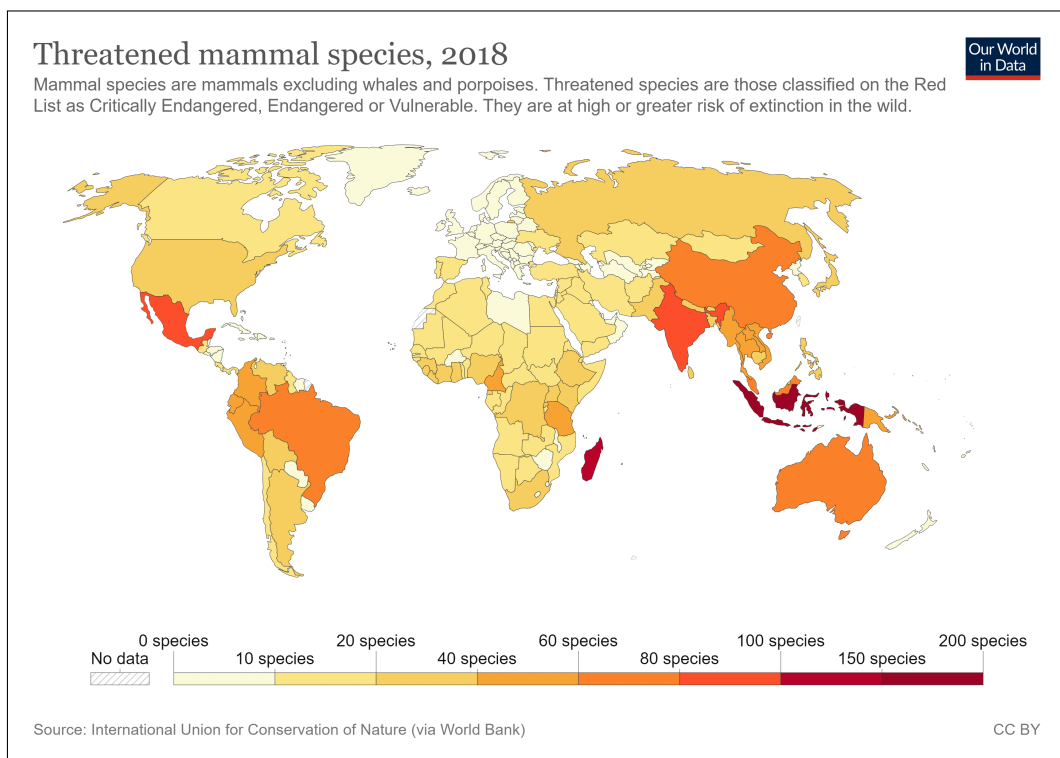 Threatened mammal species, 2018
Our World
in Data
Mammal species are mammals excluding whales and porpoises. Threatened species are those classified on the Red
List as Critically Endangered, Endangered or Vulnerable. They are at high or greater risk of extinction in the wild.
0 species 20 species 60 species 100 species 200 species
No data 10 species 40 species 80 species 150 species
Source: International Union for Conservation of Nature (via World Bank) CC BY